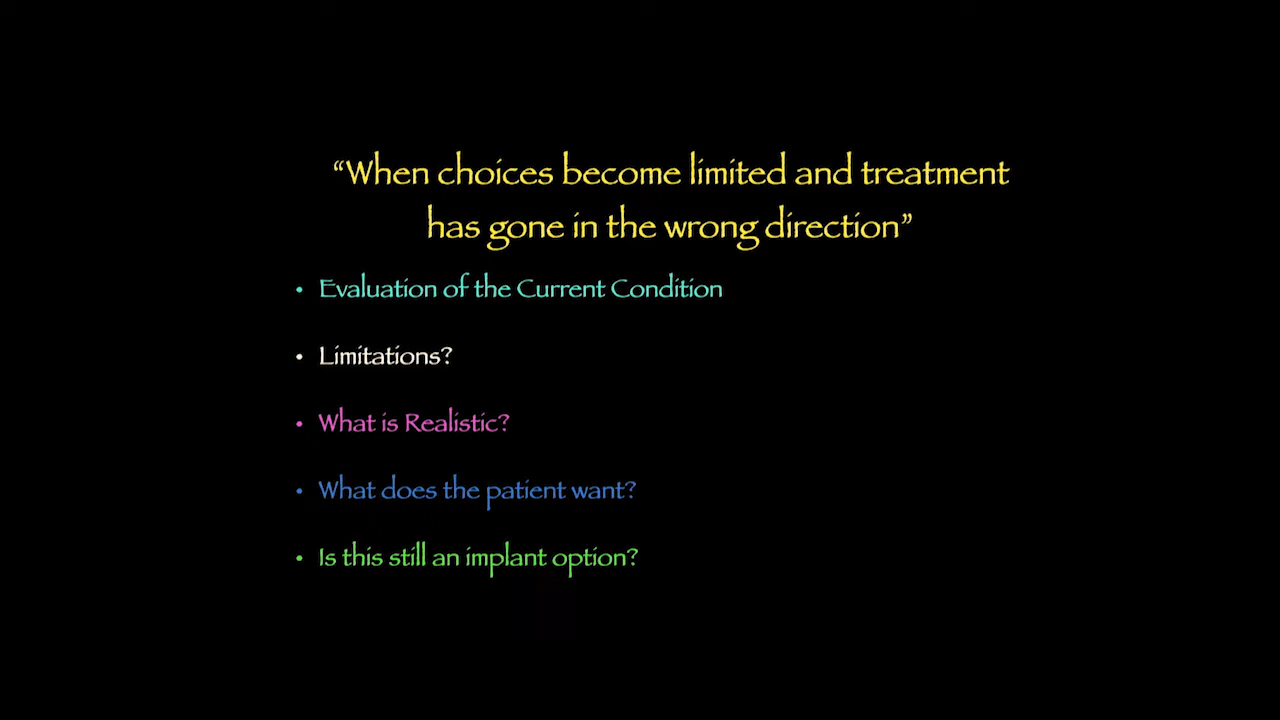 “When choices become limited and treatment
has gone in the wrong direction”
• Evaluation of the Current Condition
• Limitations?
• What is Realistic?
• What does the patient want?
• Is this still an implant option?